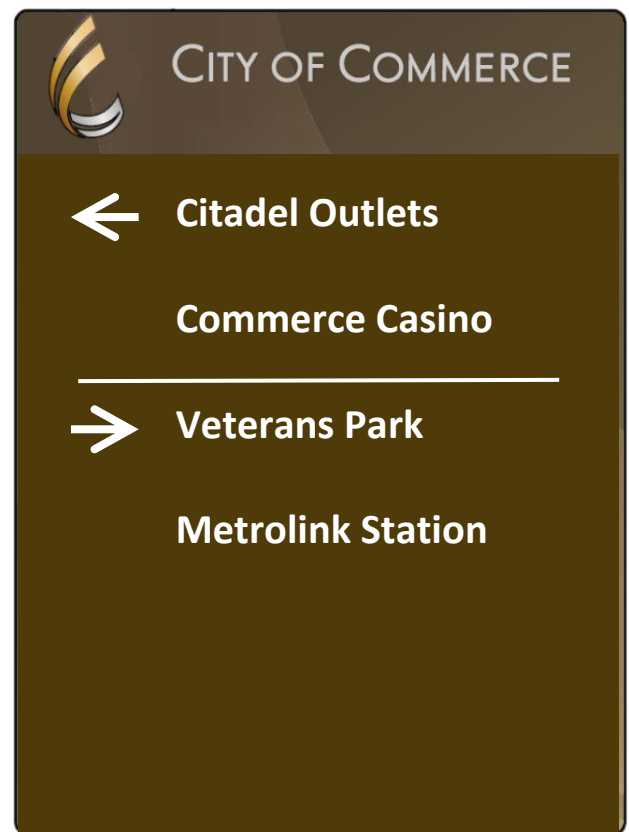 CITY OF COMMERCE
Citadel Outlets
Commerce Casino
Veterans Park
Metrolink Station